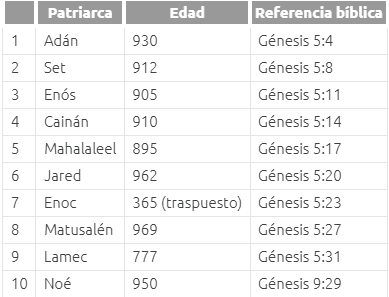 Patriarca Edad Referencia bíblica
1 Adán 930 Génesis 5:4
2 Set 912 Génesis 5:8
3 Enós 905 Génesis 5:11
4 Cainán 910 Génesis 5:14
5 Mahalaleel 895 Génesis 5:17
6 Jared 962 Génesis 5:20
7 Enoc 365 (traspuesto) Génesis 5:23
8 Matusalén 969 Génesis 5:27
9 Lamec 777 Génesis 5:31
10 Noé 950 Génesis 9:29